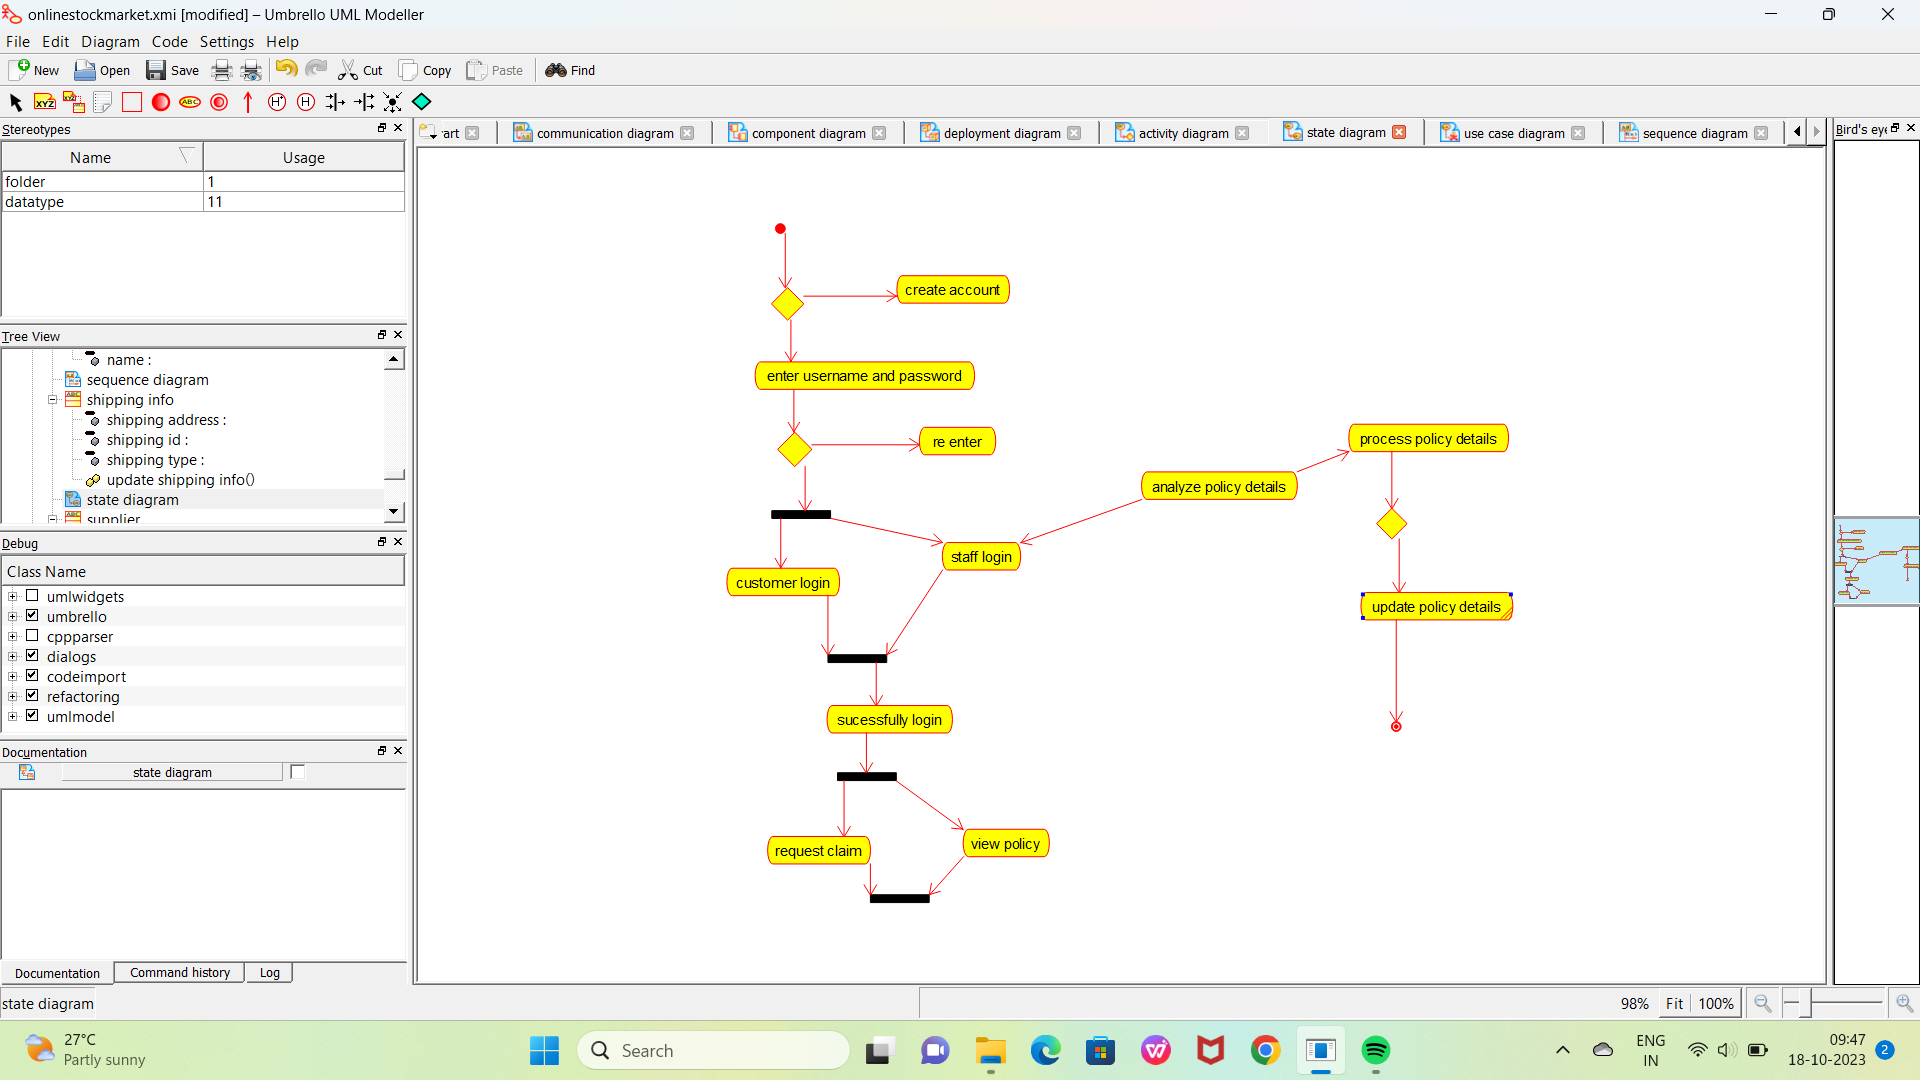 onlinestockmarket.xmi [modified] – Umbrello UML Modeller
File Edit Diagram Code Settings Help
New Open Save Cut Copy Paste Find
XYZ ABC H* H
Stereotypes
Name Usage
folder 1
datatype 11
Tree View
name :
sequence diagram
shipping info
shipping address :
shipping id :
shipping type :
update shipping info()
state diagram
supplier
Debug
Class Name
umlwidgets
umbrello
cppparser
dialogs
codeimport
refactoring
umlmodel
Documentation
state diagram
Documentation Command history Log
state diagram
art communication diagram component diagram deployment diagram activity diagram state diagram use case diagram sequence diagram
Bird's eye
create account
enter username and password
re enter
process policy details
analyze policy details
staff login
customer login
update policy details
sucessfully login
request claim
view policy
98% Fit 100%
27°C
Partly sunny
Search
ENG
IN
09:47
18-10-2023
2